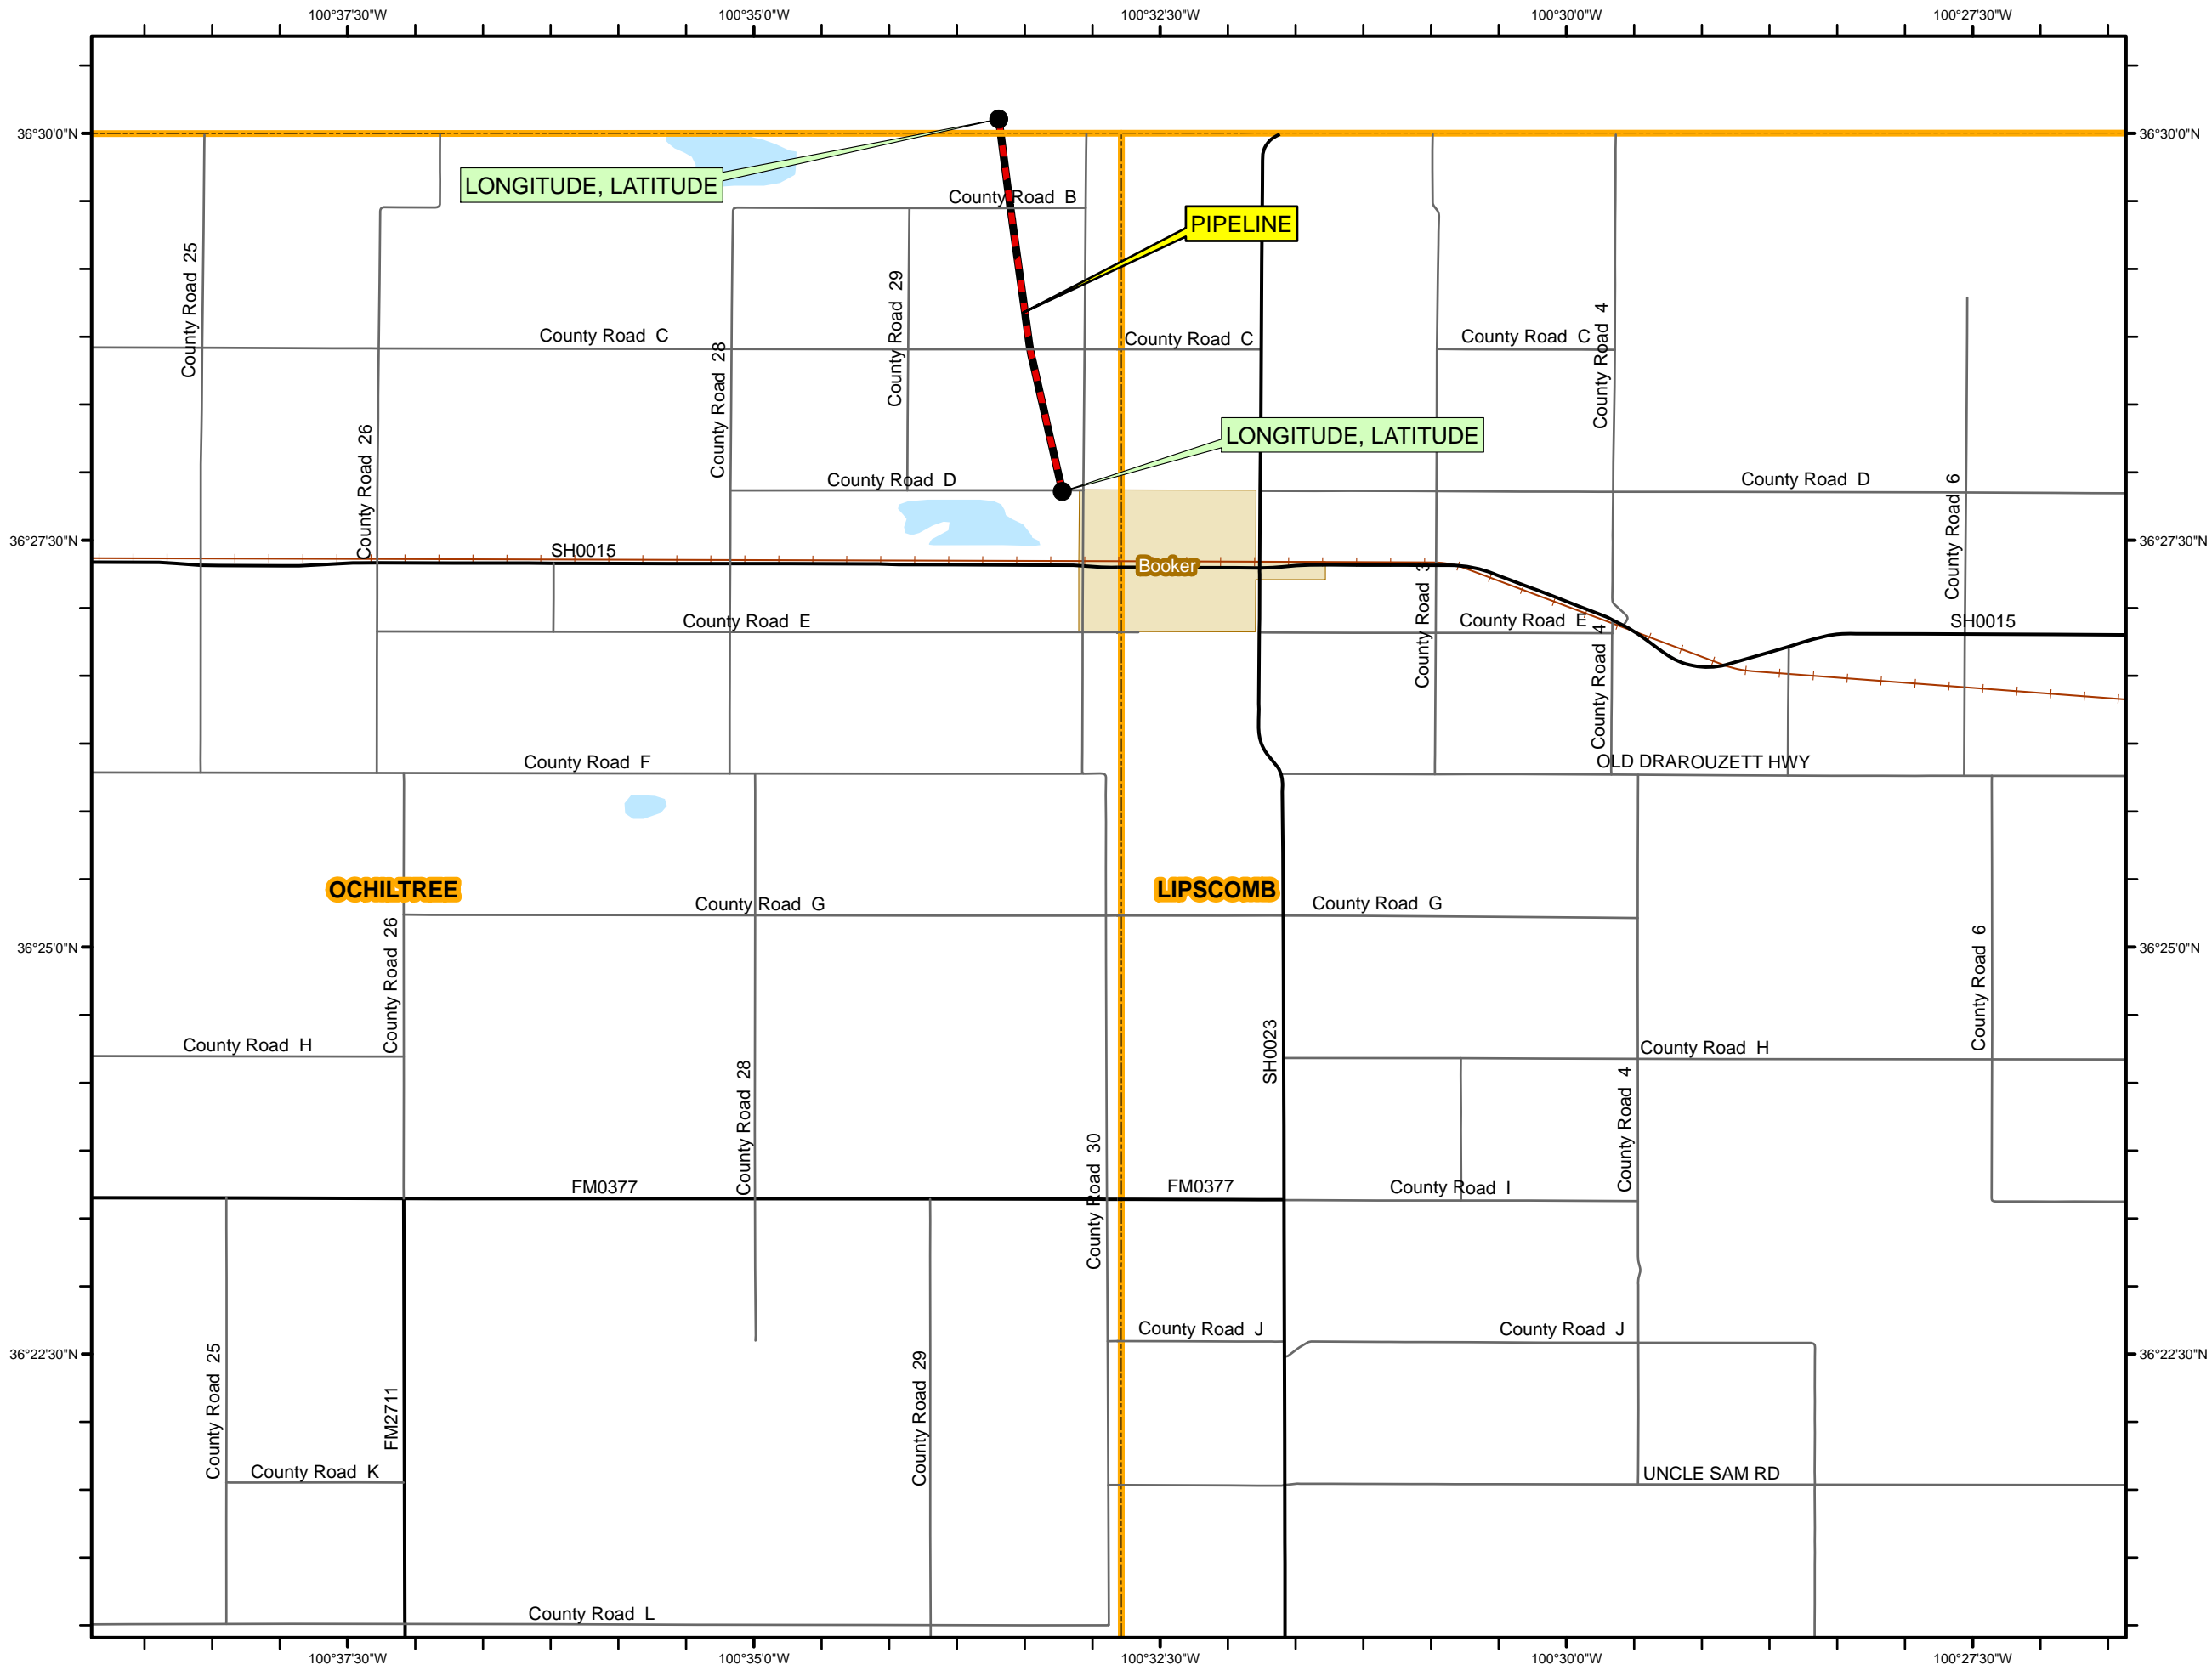 100°37'30"W
100°35'0"W
100°32'30"W
100°30'0"W
100°27'30"W
36°30'0"N
36°30'0"N
LONGITUDE, LATITUDE
County Road B
PIPELINE
County Road 25
County Road 29
County Road C
County Road C
County Road C
County Road 4
County Road 28
County Road 26
LONGITUDE, LATITUDE
County Road D
County Road D
County Road 6
36°27'30"N
36°27'30"N
SH0015
Booker
County Road 3
County Road E
County Road E
County Road 4
SH0015
County Road F
OLD DRAROUZETT HWY
OCHILTREE
LIPSCOMB
County Road G
County Road G
County Road 26
County Road 6
36°25'0"N
36°25'0"N
County Road H
County Road H
SH0023
County Road 28
County Road 4
County Road 30
FM0377
FM0377
County Road I
County Road J
County Road J
36°22'30"N
36°22'30"N
County Road 25
FM2711
County Road 29
County Road K
UNCLE SAM RD
County Road L
100°37'30"W
100°35'0"W
100°32'30"W
100°30'0"W
100°27'30"W